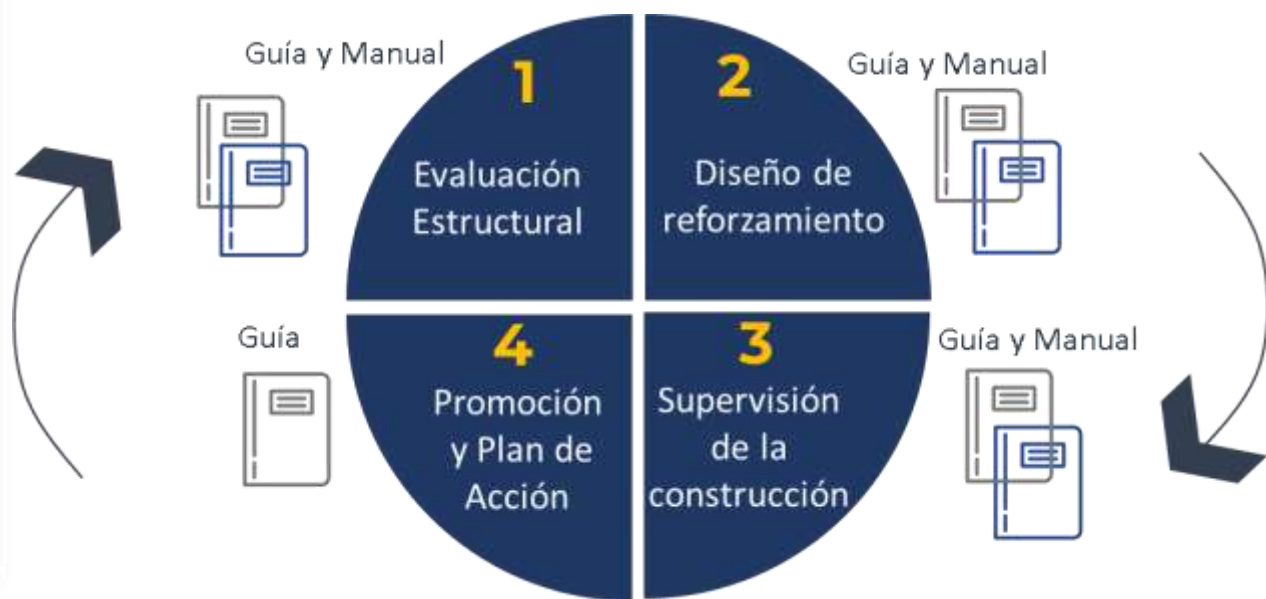 Guía y Manual
1
Evaluación
Estructural
2
Diseño de
reforzamiento
Guía y Manual
Guía
4
Promoción
y Plan de
Acción
3
Supervisión
de la
construcción
Guía y Manual